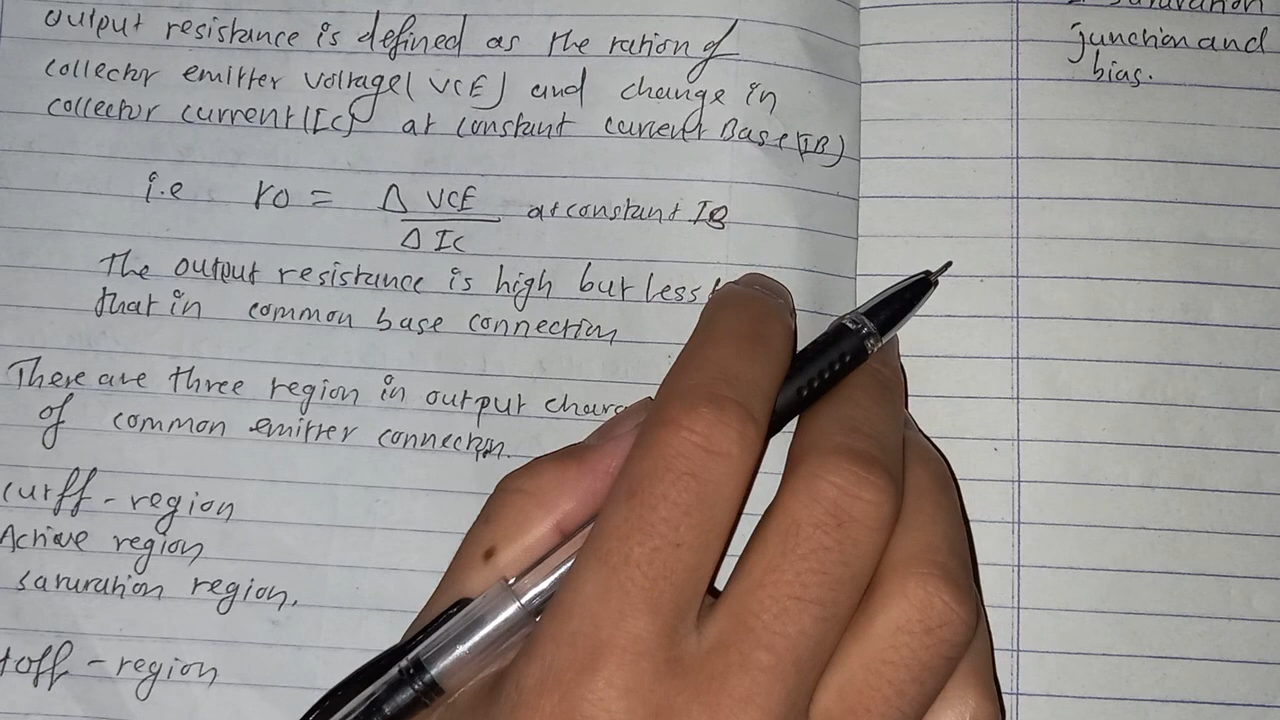 output resistance is defined as the ration of
collector emitter voltage(VCE) and change in
collector current(Ic) at constant current Base(IB)
i.e ro = Δ VCE / Δ IC at constant IB
The output resistance is high but less
that in common base connection
There are three region in output charac
of common emitter connection.
cutff - region
Active region
saturation region.
toff - region
saturation
junction and
bias.